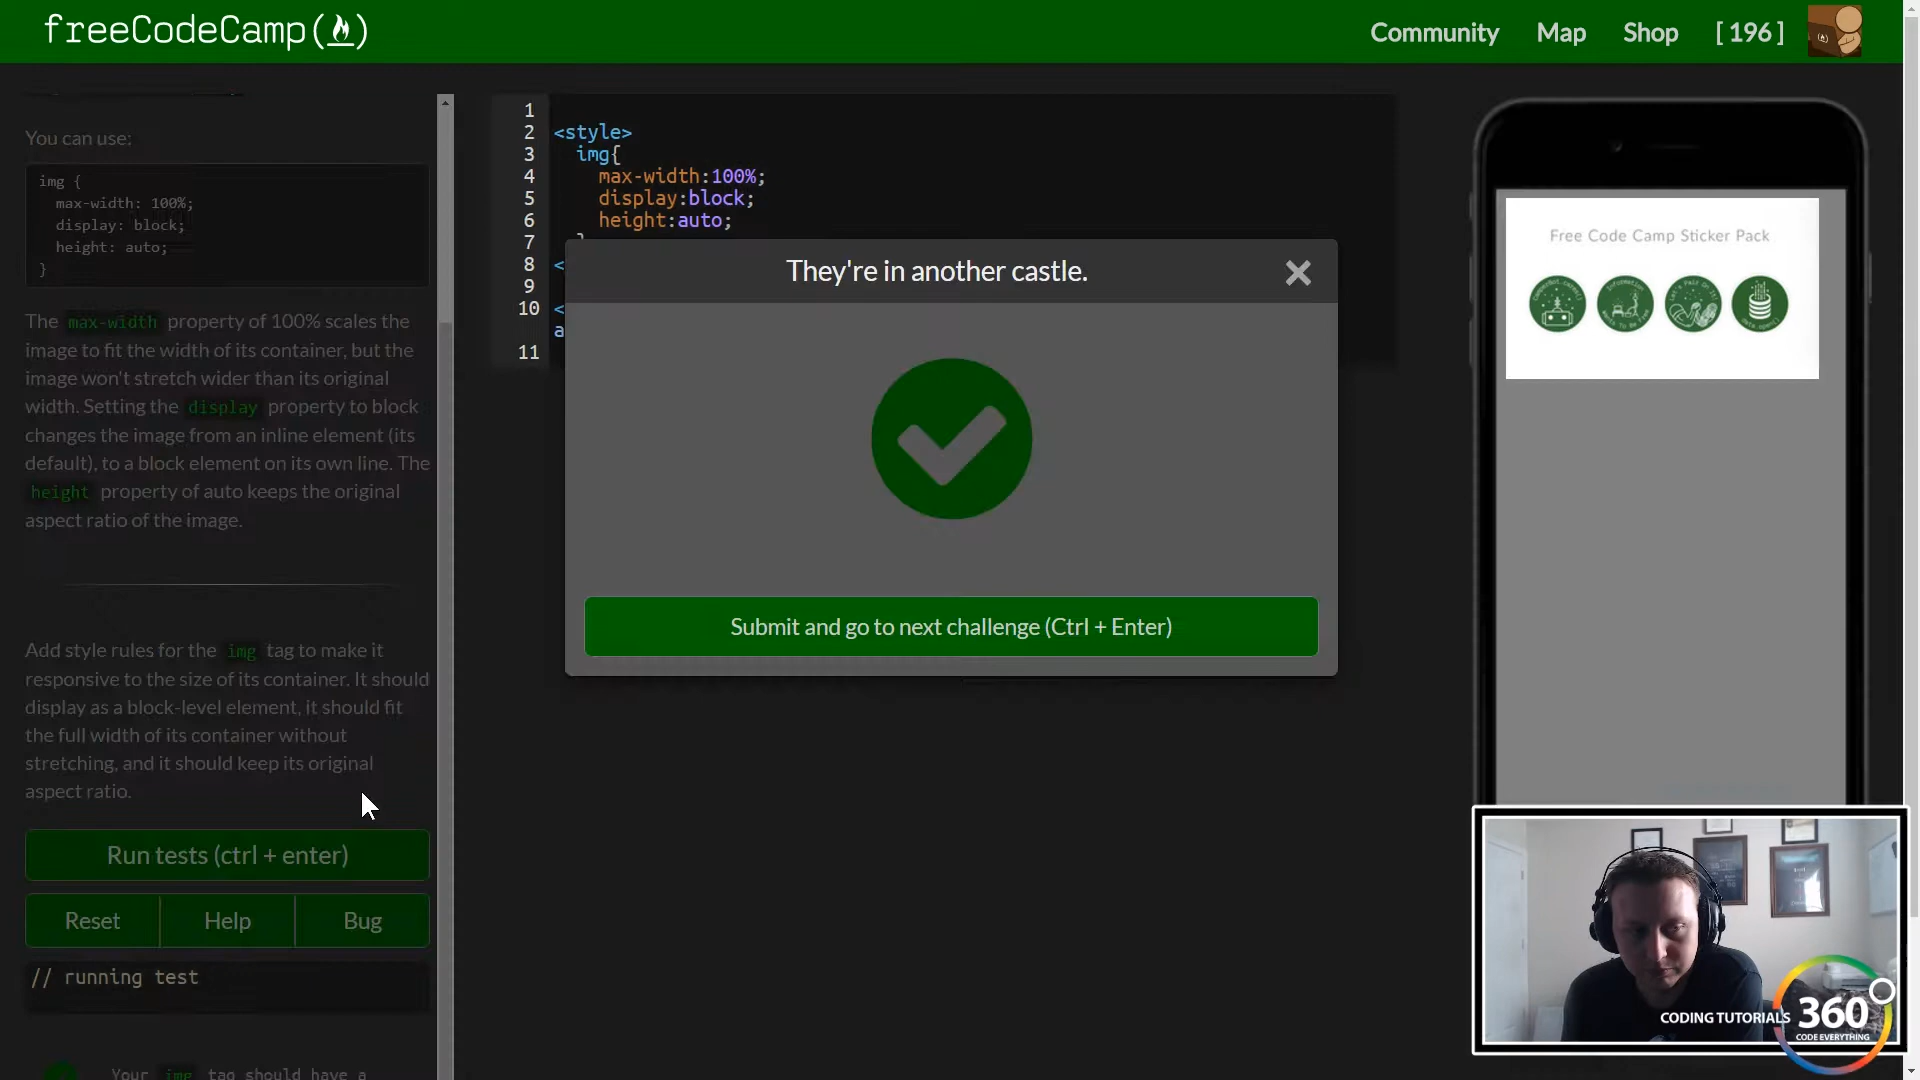 freeCodeCamp
Community
Map
Shop
[ 196 ]
You can use:
img {
max-width: 100%;
display: block;
height: auto;
}
The max-width property of 100% scales the
image to fit the width of its container, but the
image won't stretch wider than its original
width. Setting the display property to block
changes the image from an inline element (its
default), to a block element on its own line. The
height property of auto keeps the original
aspect ratio of the image.
Add style rules for the img tag to make it
responsive to the size of its container. It should
display as a block-level element, it should fit
the full width of its container without
stretching, and it should keep its original
aspect ratio.
Run tests (ctrl + enter)
Reset
Help
Bug
// running test
Your img tag should have a
1
2 <style>
3 img{
4 max-width:100%;
5 display:block;
6 height:auto;
7 }
8 <
9
10 <
a
11
They're in another castle.
Submit and go to next challenge (Ctrl + Enter)
Free Code Camp Sticker Pack
CODING TUTORIALS 360
CODE EVERYTHING